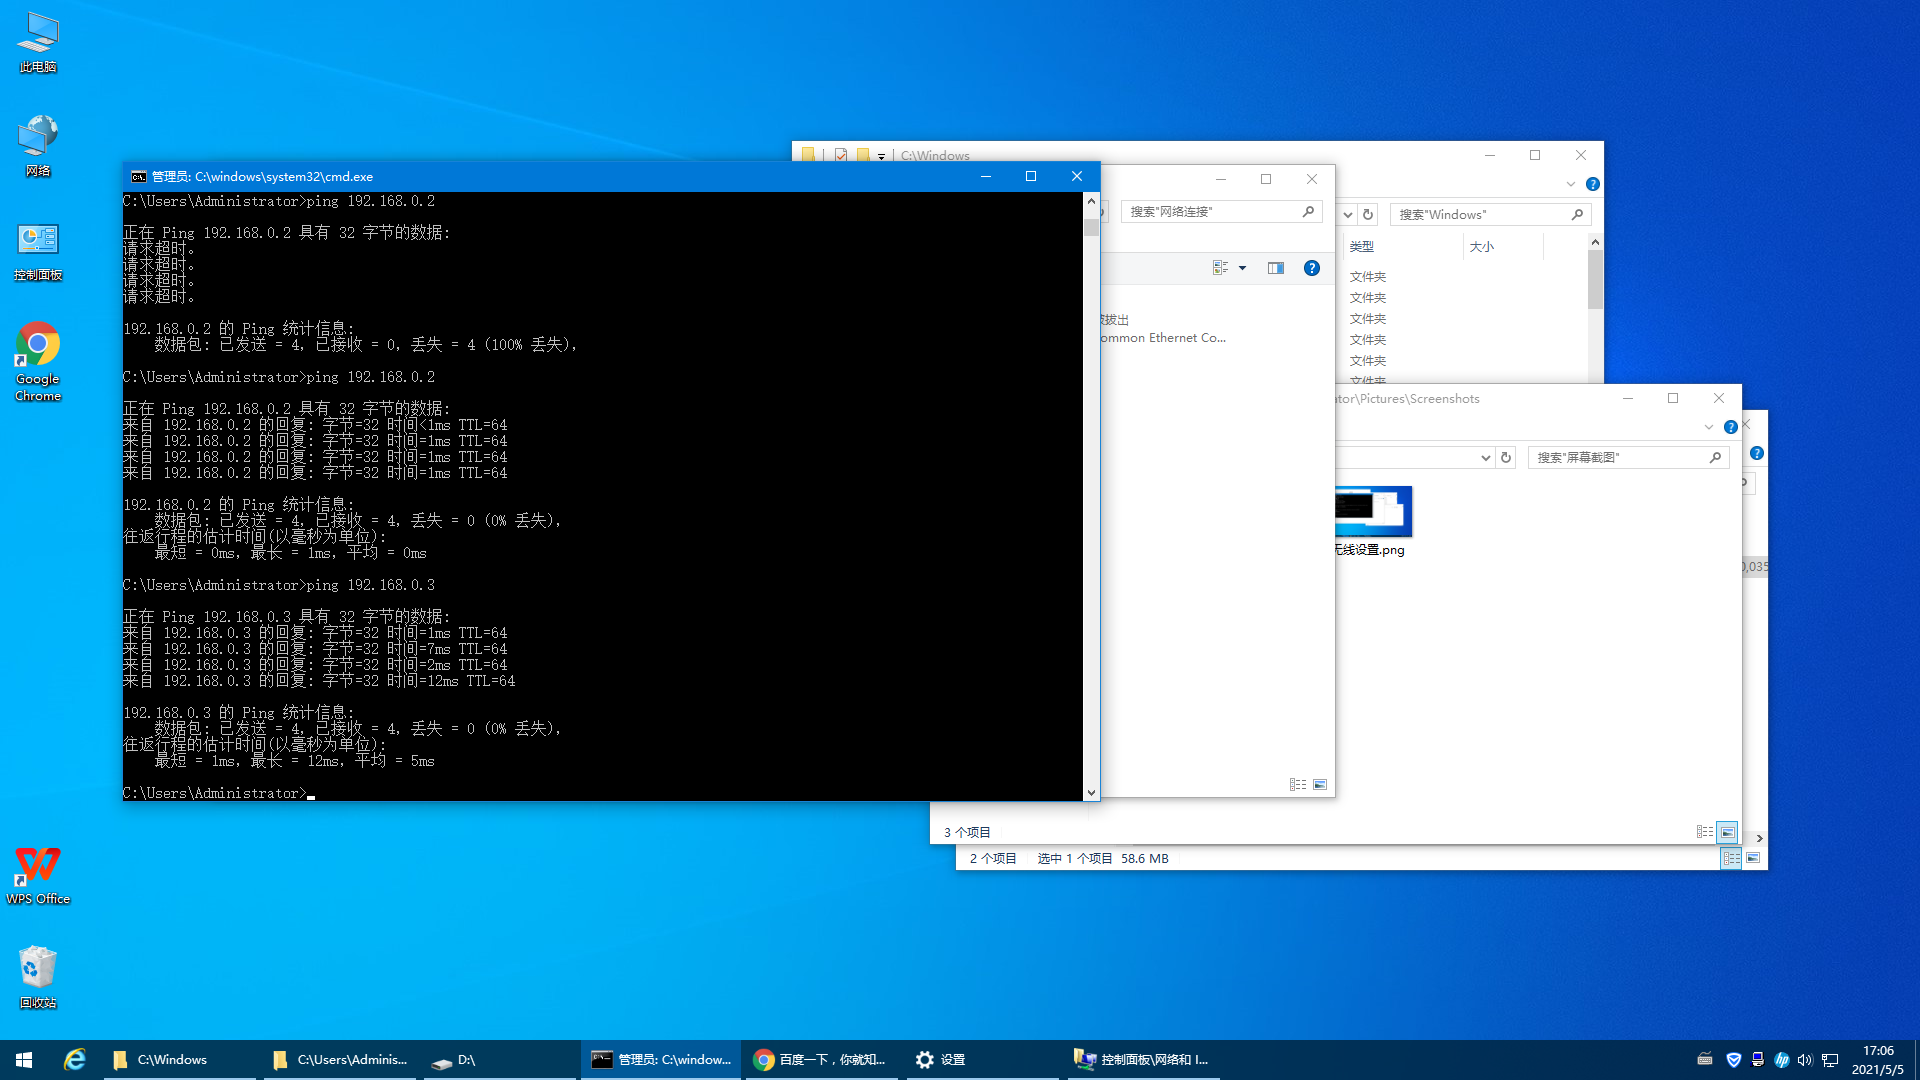 此电脑
网络
控制面板
Google
Chrome
WPS Office
回收站
C:\Windows
搜索"Windows"
类型
大小
文件夹
文件夹
文件夹
文件夹
文件夹
文件夹
管理员: C:\windows\system32\cmd.exe
C:\Users\Administrator>ping 192.168.0.2
正在 Ping 192.168.0.2 具有 32 字节的数据:
请求超时。
请求超时。
请求超时。
请求超时。
192.168.0.2 的 Ping 统计信息:
数据包: 已发送 = 4，已接收 = 0，丢失 = 4 (100% 丢失)，
C:\Users\Administrator>ping 192.168.0.2
正在 Ping 192.168.0.2 具有 32 字节的数据:
来自 192.168.0.2 的回复: 字节=32 时间<1ms TTL=64
来自 192.168.0.2 的回复: 字节=32 时间=1ms TTL=64
来自 192.168.0.2 的回复: 字节=32 时间=1ms TTL=64
来自 192.168.0.2 的回复: 字节=32 时间=1ms TTL=64
192.168.0.2 的 Ping 统计信息:
数据包: 已发送 = 4，已接收 = 4，丢失 = 0 (0% 丢失)，
往返行程的估计时间(以毫秒为单位):
最短 = 0ms，最长 = 1ms，平均 = 0ms
C:\Users\Administrator>ping 192.168.0.3
正在 Ping 192.168.0.3 具有 32 字节的数据:
来自 192.168.0.3 的回复: 字节=32 时间=1ms TTL=64
来自 192.168.0.3 的回复: 字节=32 时间=7ms TTL=64
来自 192.168.0.3 的回复: 字节=32 时间=2ms TTL=64
来自 192.168.0.3 的回复: 字节=32 时间=12ms TTL=64
192.168.0.3 的 Ping 统计信息:
数据包: 已发送 = 4，已接收 = 4，丢失 = 0 (0% 丢失)，
往返行程的估计时间(以毫秒为单位):
最短 = 1ms，最长 = 12ms，平均 = 5ms
C:\Users\Administrator>
搜索"网络连接"
拔出
ommon Ethernet Co...
ator\Pictures\Screenshots
搜索"屏幕截图"
无线设置.png
3 个项目
0,035
2 个项目 选中 1 个项目 58.6 MB
C:\Windows
C:\Users\Adminis...
D:\
管理员: C:\window...
百度一下，你就知...
设置
控制面板\网络和 I...
17:06
2021/5/5